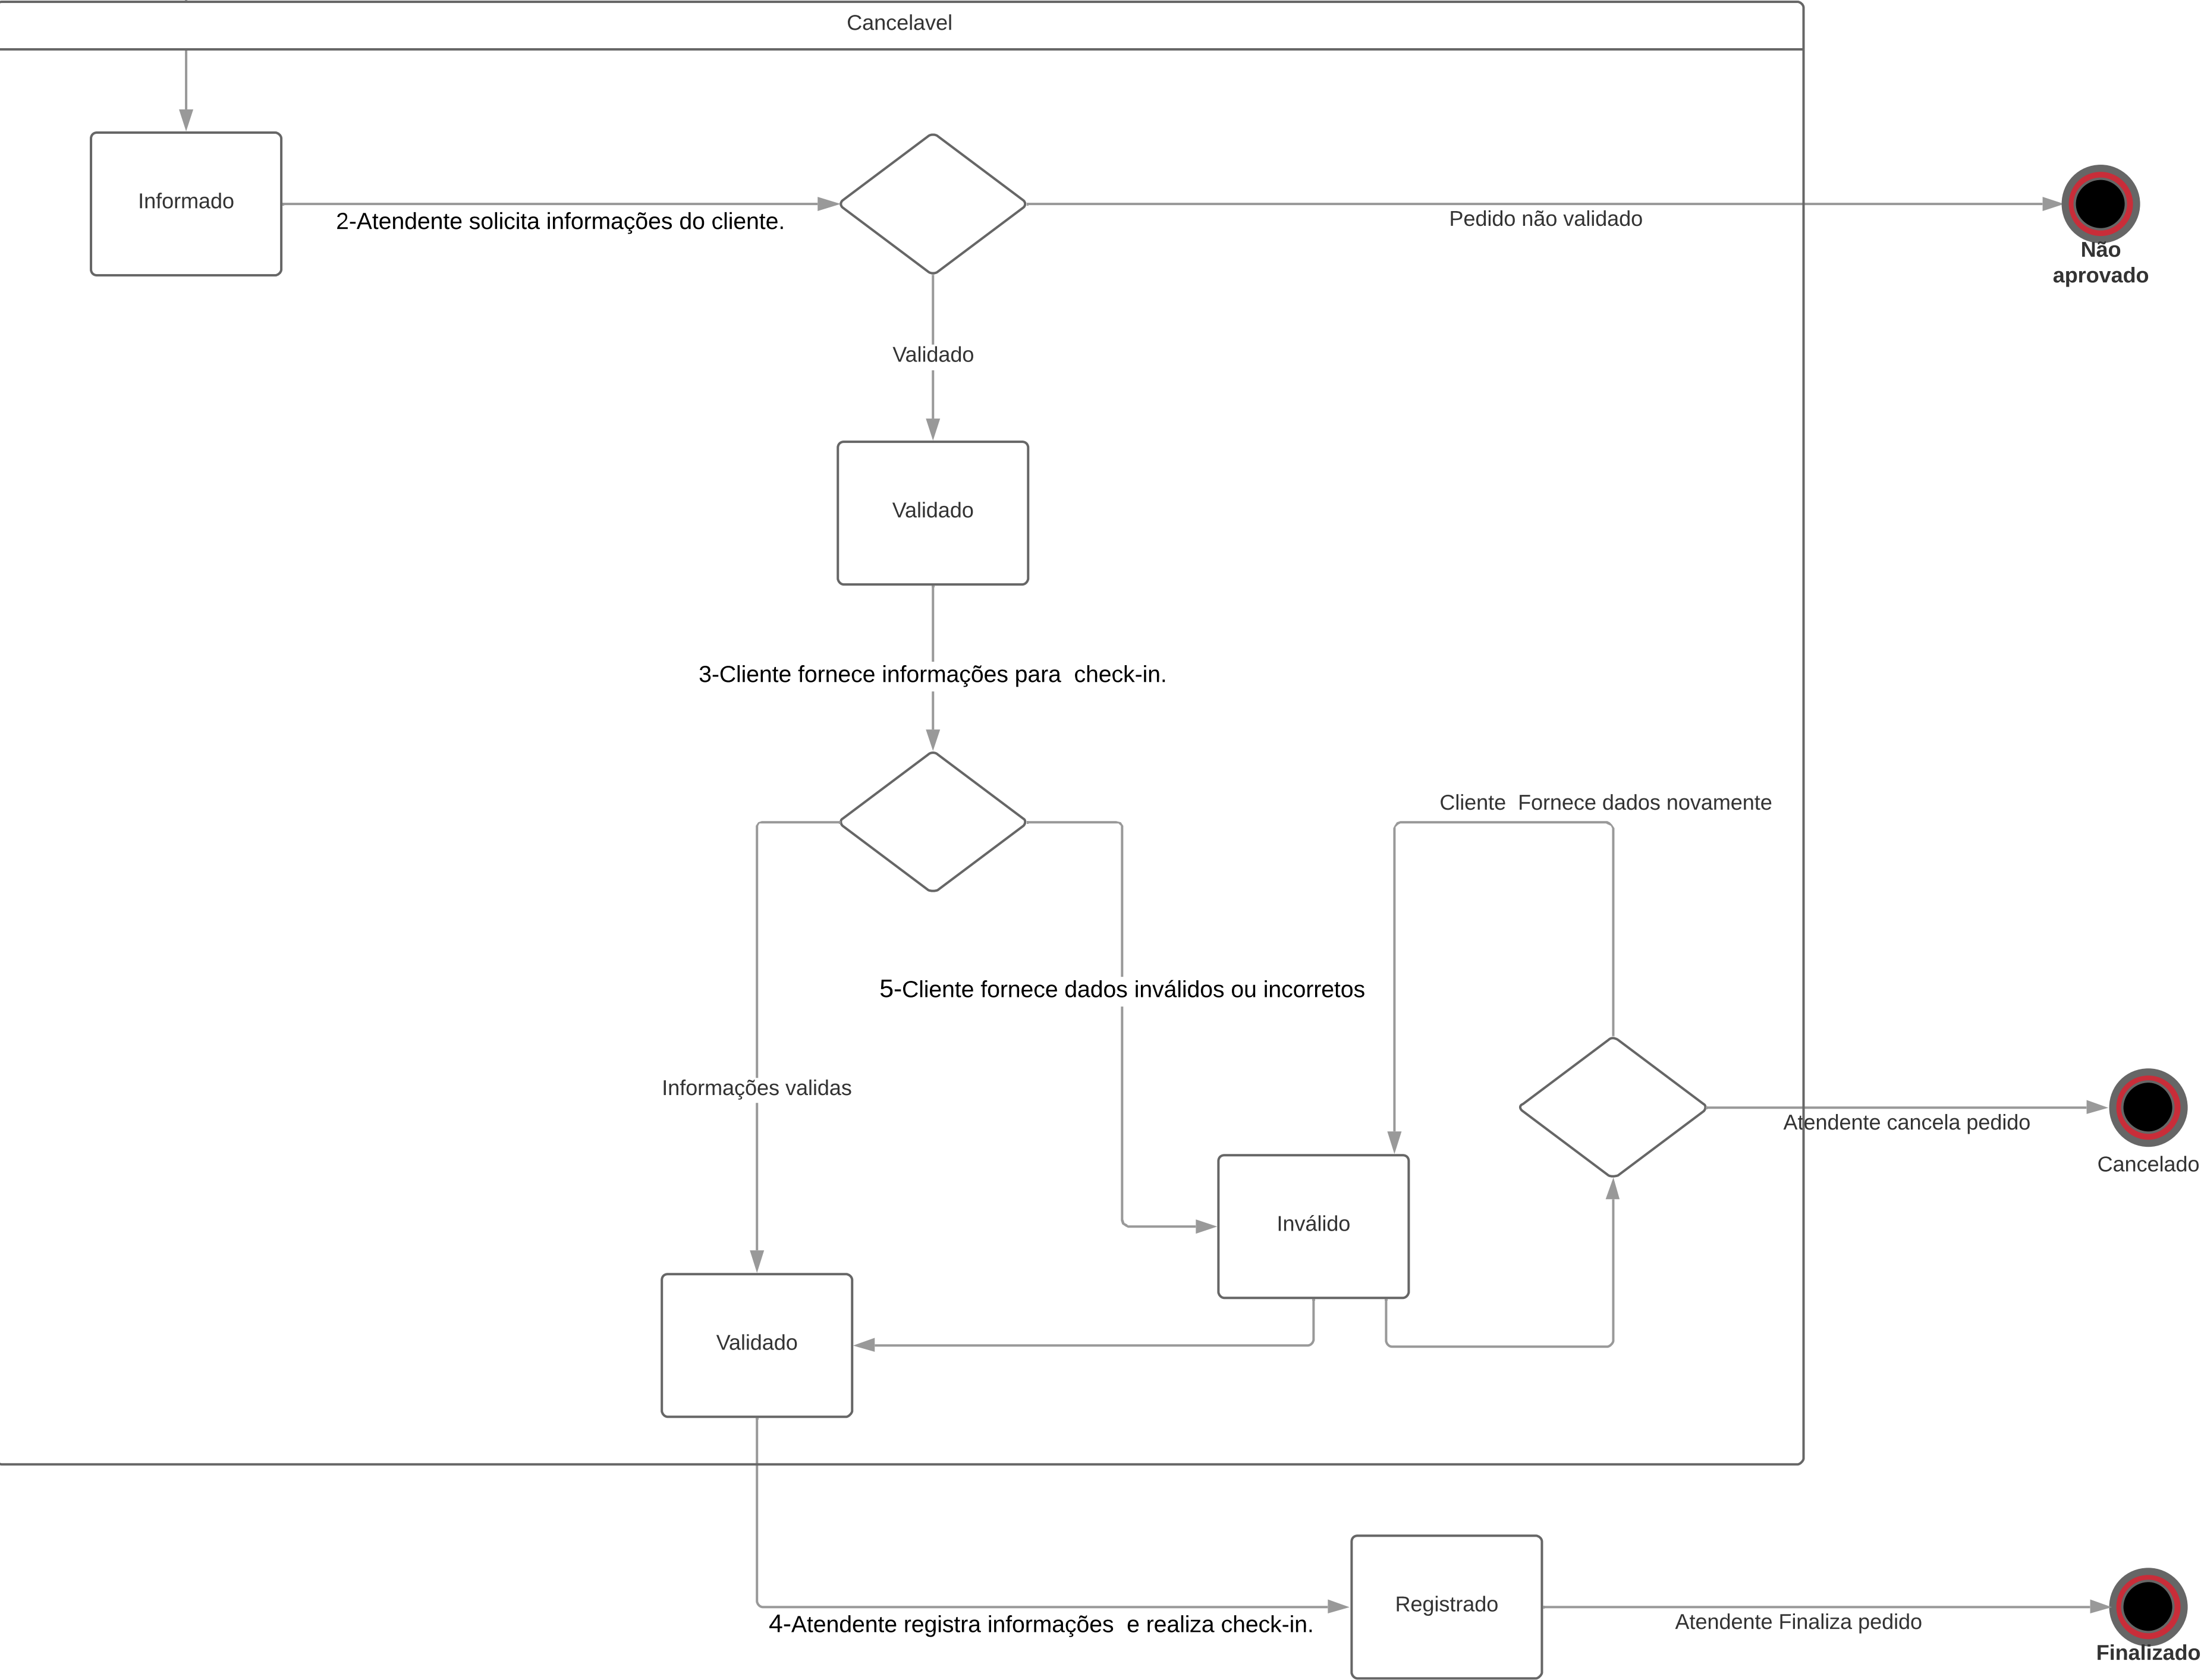 Cancelavel
Informado
2-Atendente solicita informações do cliente.
Pedido não validado
Não
aprovado
Validado
Validado
3-Cliente fornece informações para  check-in.
Cliente  Fornece dados novamente
5-Cliente fornece dados inválidos ou incorretos
Informações validas
Atendente cancela pedido
Cancelado
Inválido
Validado
Registrado
4-Atendente registra informações  e realiza check-in.
Atendente Finaliza pedido
Finalizado